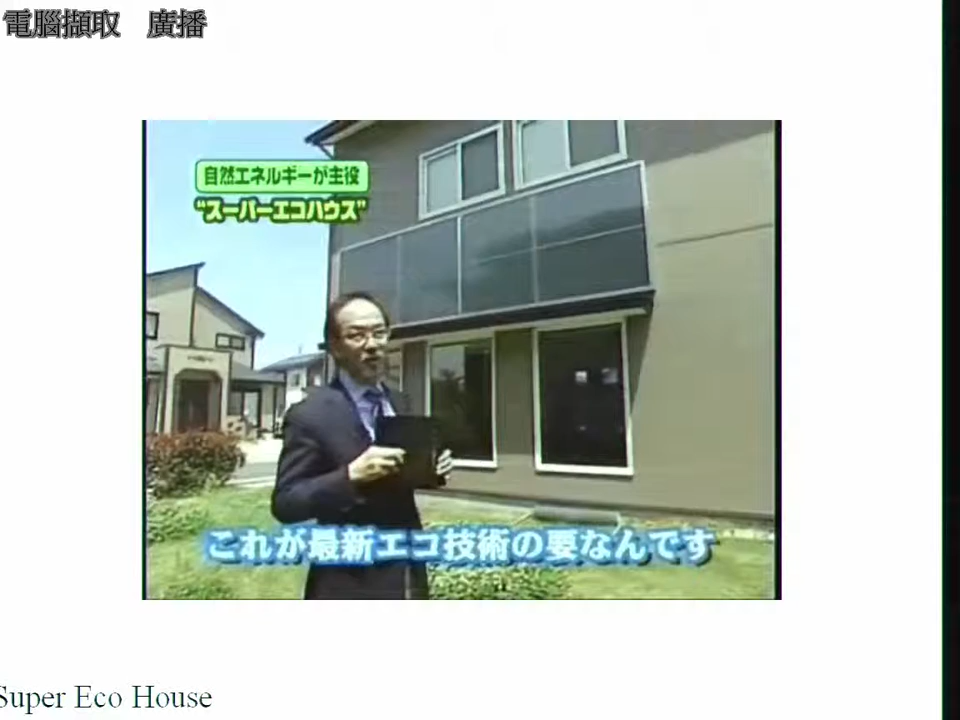 電腦擷取　廣播
自然エネルギーが主役
“スーパーエコハウス”
これが最新エコ技術の要なんです
Super Eco House